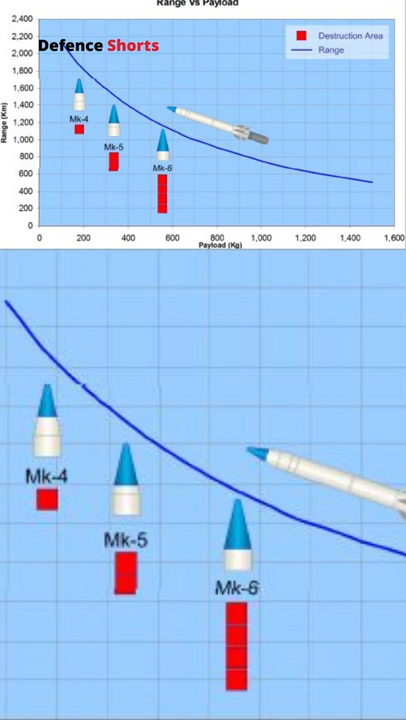 Range Vs Payload
2,400
2,200
2,000
1,800
1,600
1,400
1,200
1,000
800
600
400
200
0
Range (Km)
Defence Shorts
Destruction Area
Range
Mk-4
Mk-5
Mk-6
0 200 400 600 800 1,000 1,200 1,400 1,600
Payload (Kg)
Mk-4
Mk-5
Mk-6